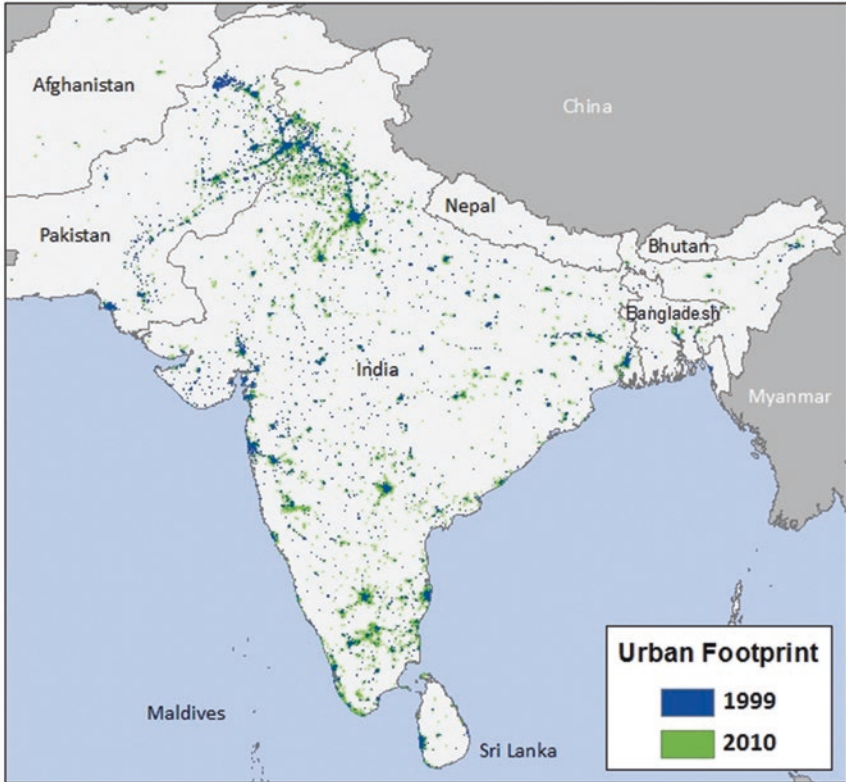 Afghanistan
China
Pakistan
Nepal
Bhutan
Bangladesh
India
Myanmar
Urban Footprint
1999
2010
Maldives
Sri Lanka